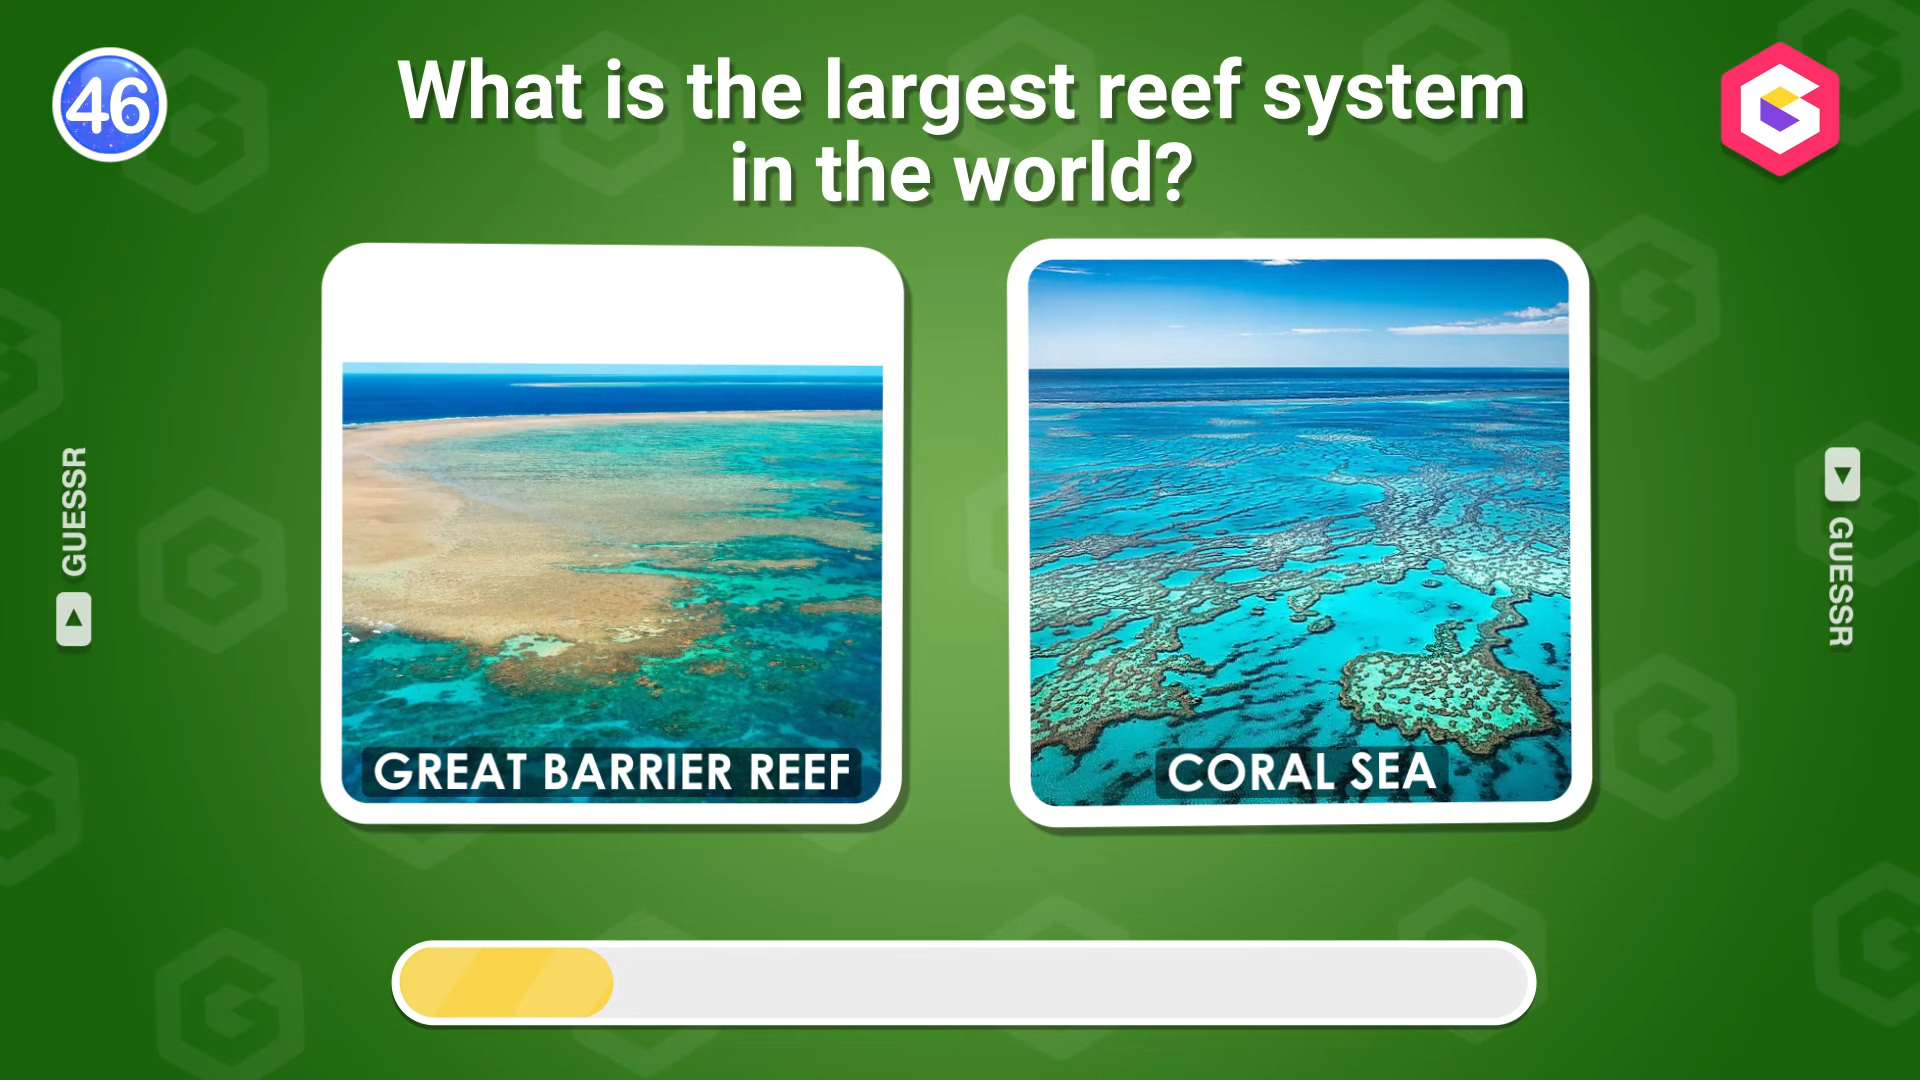 46
What is the largest reef system
in the world?
GUESSR
GREAT BARRIER REEF
CORAL SEA
GUESSR